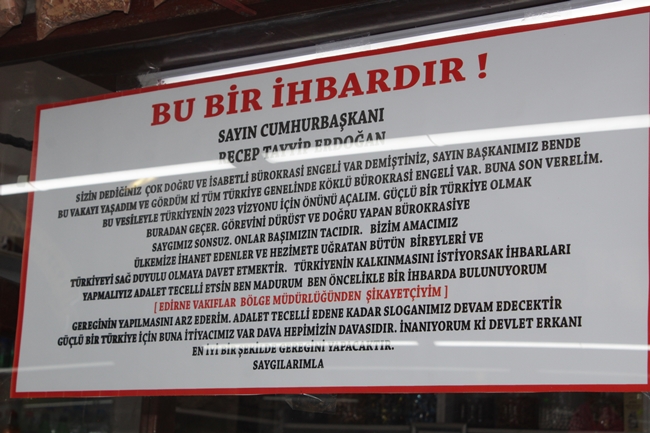 BU BİR İHBARDIR !
SAYIN CUMHURBAŞKANI
RECEP TAYYİP ERDOĞAN
SİZİN DEDİĞİNİZ ÇOK DOĞRU VE İSABETLİ BÜROKRASİ ENGELİ VAR DEMİŞTİNİZ, SAYIN BAŞKANIMIZ BENDE
BU VAKAYI YAŞADIM VE GÖRDÜM Kİ TÜM TÜRKİYE GENELİNDE KÖKLÜ BÜROKRASİ ENGELİ VAR. BUNA SON VERELİM.
BU VESİLEYLE TÜRKİYENİN 2023 VİZYONU İÇİN ÖNÜNÜ AÇALIM. GÜÇLÜ BİR TÜRKİYE OLMAK
BURADAN GEÇER. GÖREVİNİ DÜRÜST VE DOĞRU YAPAN BÜROKRASİYE
SAYGIMIZ SONSUZ. ONLAR BAŞIMIZIN TACIDIR. BİZİM AMACIMIZ
ÜLKEMİZE İHANET EDENLER VE HEZİMETE UĞRATAN BÜTÜN BİREYLERİ VE
TÜRKİYEYİ SAĞ DUYULU OLMAYA DAVET ETMEKTİR. TÜRKİYENİN KALKINMASINI İSTİYORSAK İHBARLARI
YAPMALIYIZ ADALET TECELLİ ETSİN BEN MADURUM BEN ÖNCELİKLE BİR İHBARDA BULUNUYORUM
[ EDİRNE VAKIFLAR BÖLGE MÜDÜRLÜĞÜNDEN ŞİKAYETÇİYİM ]
GEREGİNİN YAPILMASINI ARZ EDERİM. ADALET TECELLİ EDENE KADAR SLOGANIMIZ DEVAM EDECEKTİR
GÜÇLÜ BİR TÜRKİYE İÇİN BUNA İTİYACIMIZ VAR DAVA HEPİMİZİN DAVASIDIR. İNANIYORUM Kİ DEVLET ERKANI
EN İYİ BİR ŞEKİLDE GEREGİNİ YAPACAKTIR.
SAYGILARIMLA